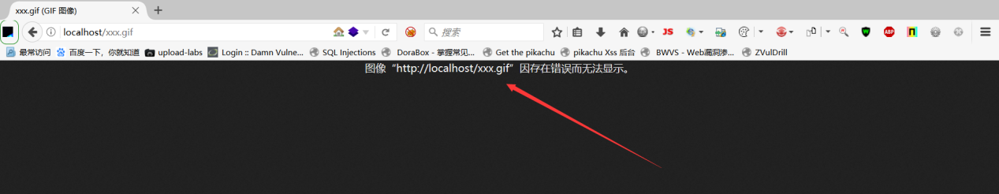 xxx.gif (GIF 图像)
localhost/xxx.gif
搜索
JS
ABP
最常访问 百度一下，你就知道 upload-labs Login :: Damn Vulne... SQL Injections DoraBox - 掌握常见... Get the pikachu pikachu Xss 后台 BWVS - Web漏洞渗... ZVulDrill
图像“http://localhost/xxx.gif”因存在错误而无法显示。